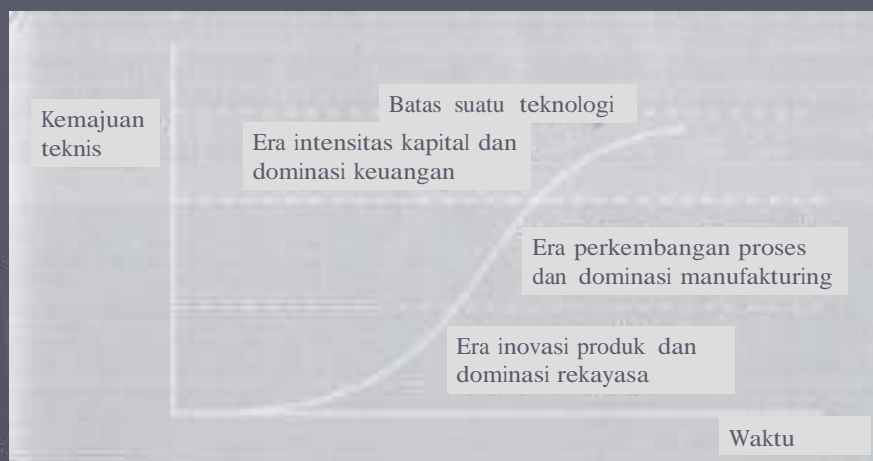 Batas suatu teknologi
Kemajuan
teknis
Era intensitas kapital dan
dominasi keuangan
Era perkembangan proses
dan dominasi manufakturing
Era inovasi produk dan
dominasi rekayasa
Waktu